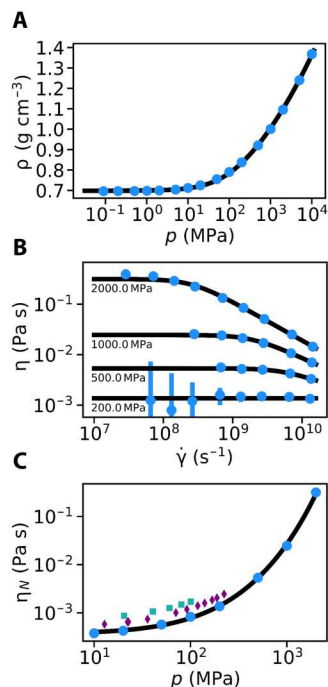 A
1.4
1.3
1.2
1.1
1.0
0.9
0.8
0.7
ρ (g cm⁻³)
10⁻¹ 10⁰ 10¹ 10² 10³ 10⁴
p (MPa)
B
10⁻¹
10⁻²
10⁻³
η (Pa s)
2000.0 MPa
1000.0 MPa
500.0 MPa
200.0 MPa
10⁷ 10⁸ 10⁹ 10¹⁰
γ̇ (s⁻¹)
C
10⁻¹
10⁻²
10⁻³
η_N (Pa s)
10¹ 10² 10³
p (MPa)